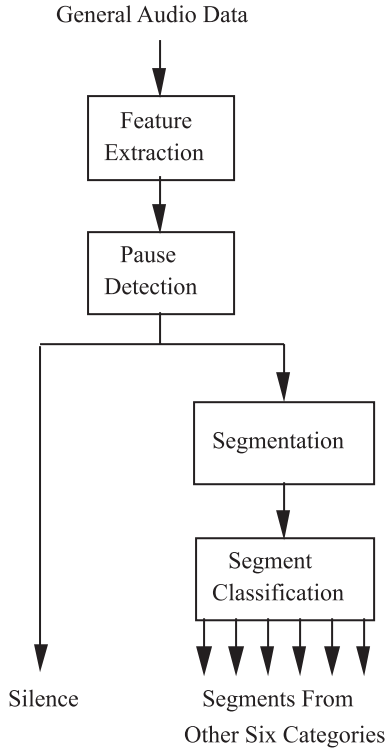 General Audio Data
Feature
Extraction
Pause
Detection
Segmentation
Segment
Classification
Silence
Segments From
Other Six Categories